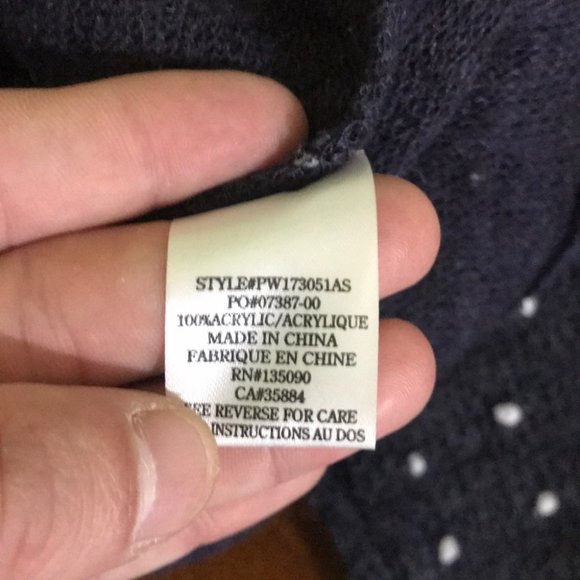 STYLE#PW173051AS
PO#07387-00
100%ACRYLIC/ACRYLIQUE
MADE IN CHINA
FABRIQUE EN CHINE
RN#135090
CA#35884
SEE REVERSE FOR CARE
INSTRUCTIONS AU DOS